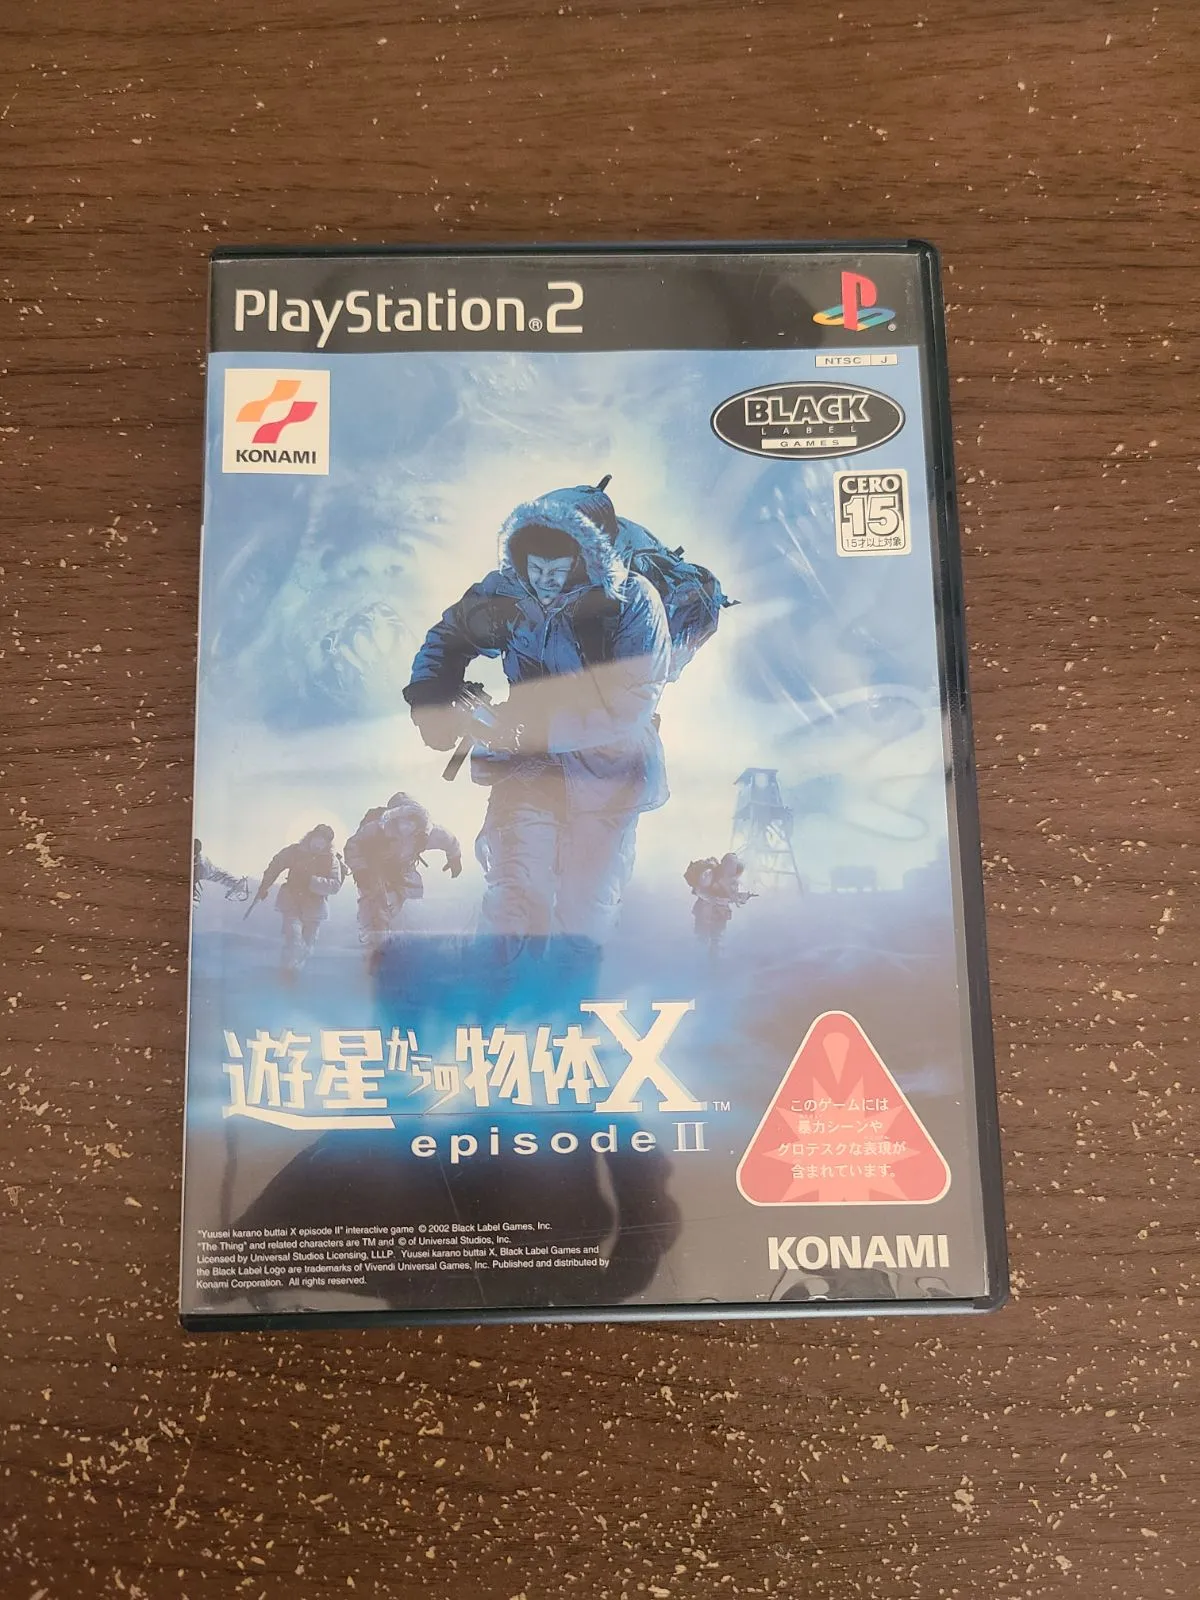 PlayStation®2
NTSC J
KONAMI
BLACK
LABEL
GAMES
CERO
15
15才以上対象
遊星からの物体X™
episode II
このゲームには
暴力シーンや
グロテスクな表現が
含まれています。
"Yuusei karano buttai X episode II" interactive game © 2002 Black Label Games, Inc.
"The Thing" and related characters are TM and © of Universal Studios, Inc.
Licensed by Universal Studios Licensing, LLLP. Yuusei karano buttai X, Black Label Games and
the Black Label Logo are trademarks of Vivendi Universal Games, Inc. Published and distributed by
Konami Corporation. All rights reserved.
KONAMI